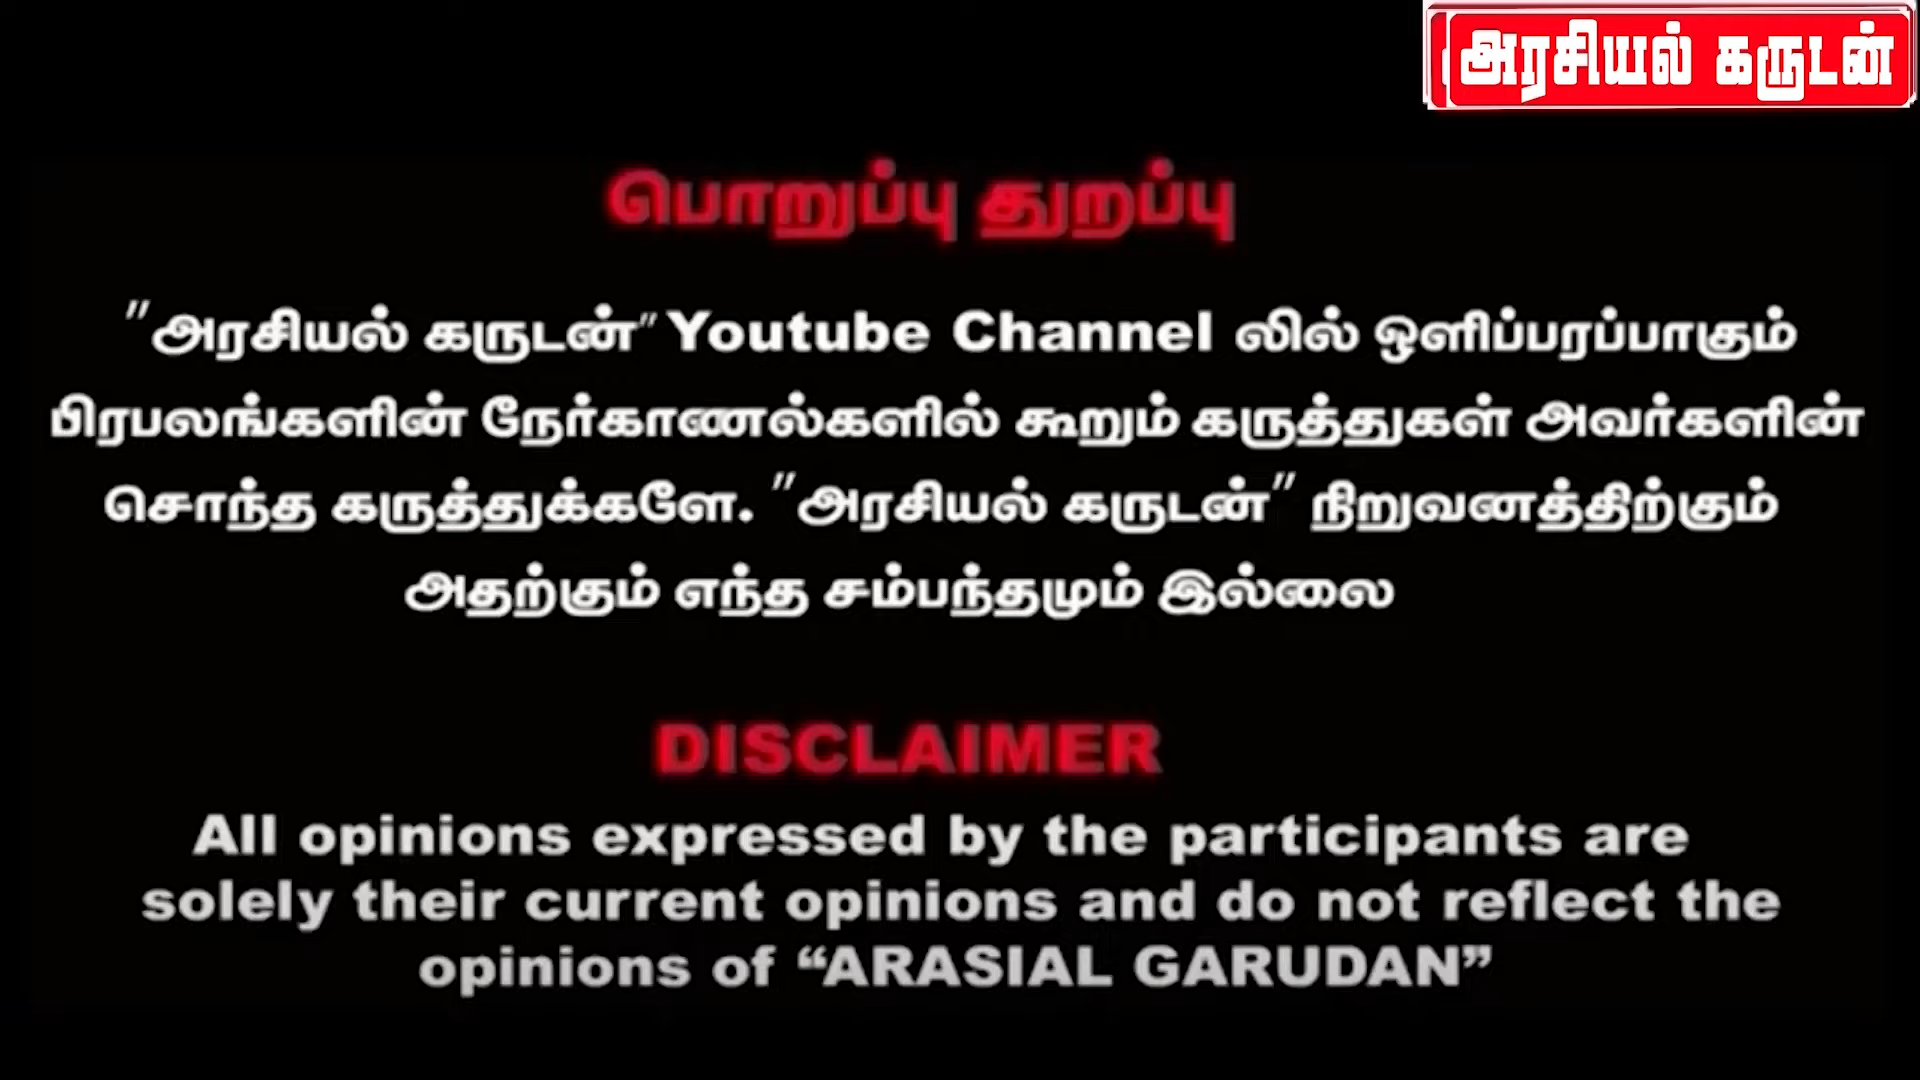 அரசியல் கருடன்
பொறுப்பு துறப்பு
"அரசியல் கருடன்" Youtube Channel லில் ஒளிப்பரப்பாகும்
பிரபலங்களின் நேர்காணல்களில் கூறும் கருத்துகள் அவர்களின்
சொந்த கருத்துக்களே. "அரசியல் கருடன்" நிறுவனத்திற்கும்
அதற்கும் எந்த சம்பந்தமும் இல்லை
DISCLAIMER
All opinions expressed by the participants are
solely their current opinions and do not reflect the
opinions of “ARASIAL GARUDAN”